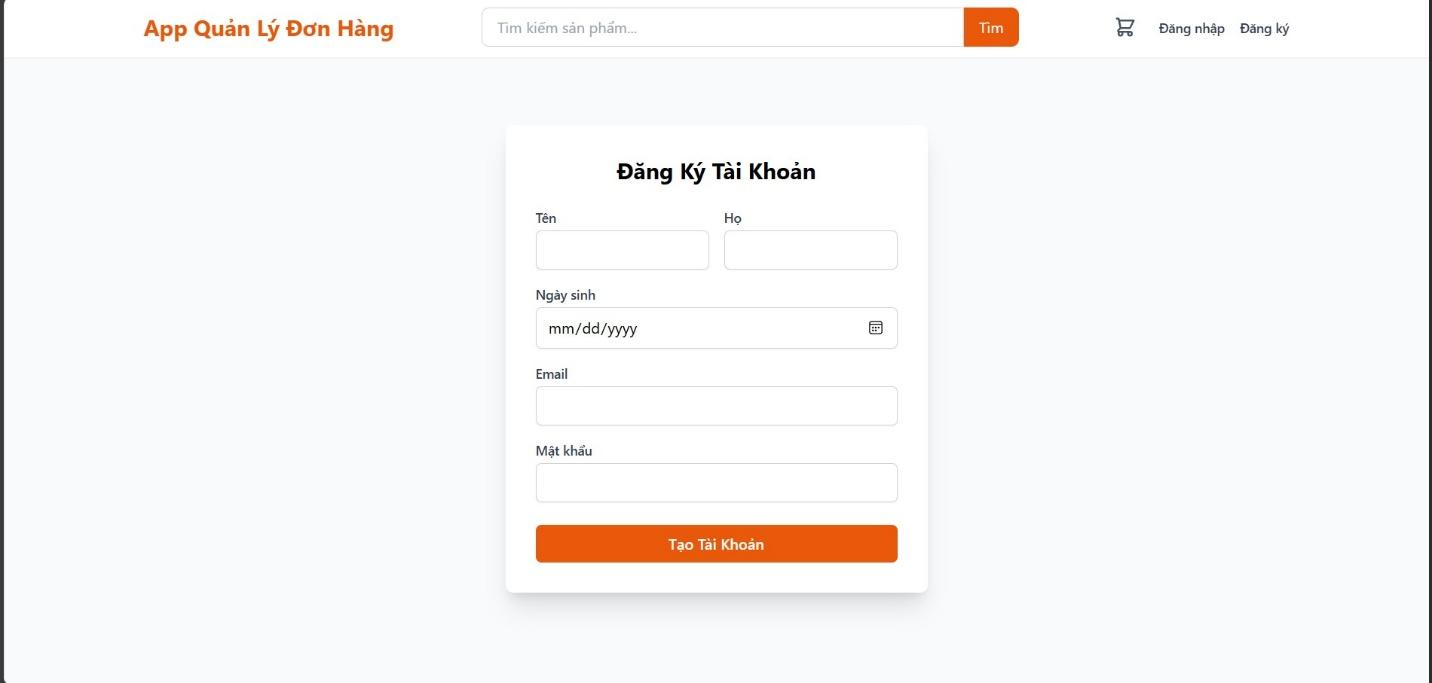 App Quản Lý Đơn Hàng
Tìm kiếm sản phẩm...
Tìm
Đăng nhập
Đăng ký
Đăng Ký Tài Khoản
Tên
Họ
Ngày sinh
mm/dd/yyyy
Email
Mật khẩu
Tạo Tài Khoản